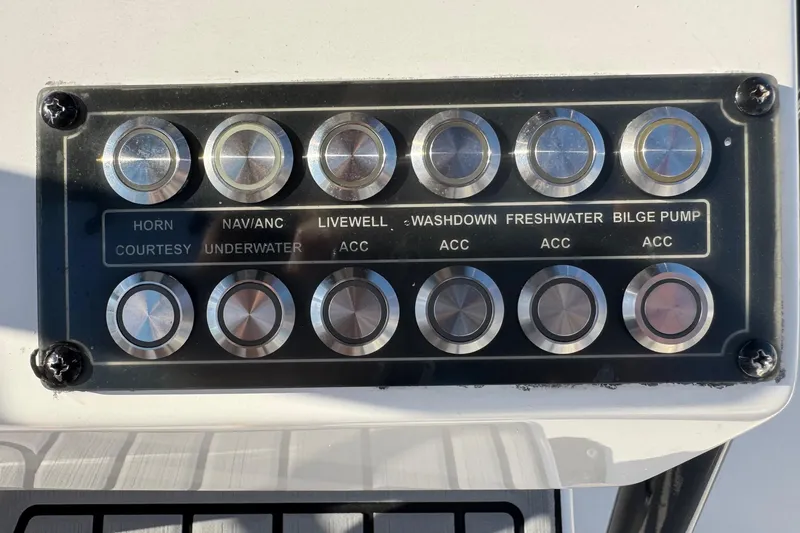 HORN NAV/ANC LIVEWELL WASHDOWN FRESHWATER BILGE PUMP
COURTESY UNDERWATER ACC ACC ACC ACC